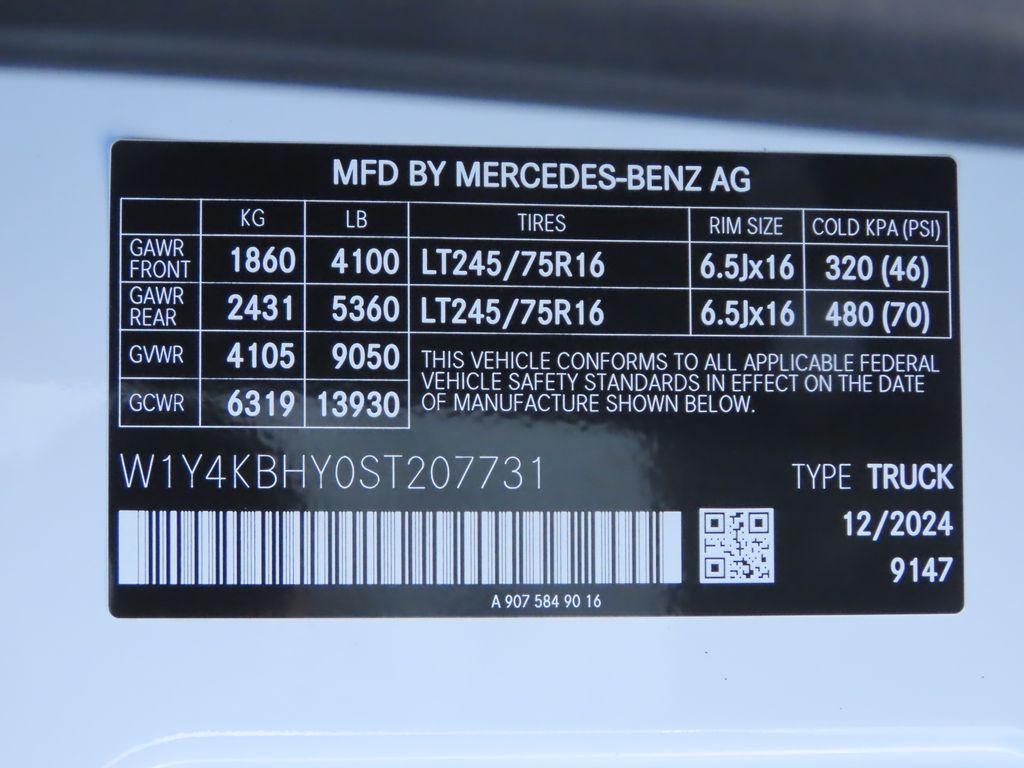 MFD BY MERCEDES-BENZ AG
KG LB TIRES RIM SIZE COLD KPA (PSI)
GAWR FRONT 1860 4100 LT245/75R16 6.5Jx16 320 (46)
GAWR REAR 2431 5360 LT245/75R16 6.5Jx16 480 (70)
GVWR 4105 9050
GCWR 6319 13930
THIS VEHICLE CONFORMS TO ALL APPLICABLE FEDERAL
VEHICLE SAFETY STANDARDS IN EFFECT ON THE DATE
OF MANUFACTURE SHOWN BELOW.
W1Y4KBHY0ST207731
TYPE TRUCK
12/2024
9147
A 907 584 90 16